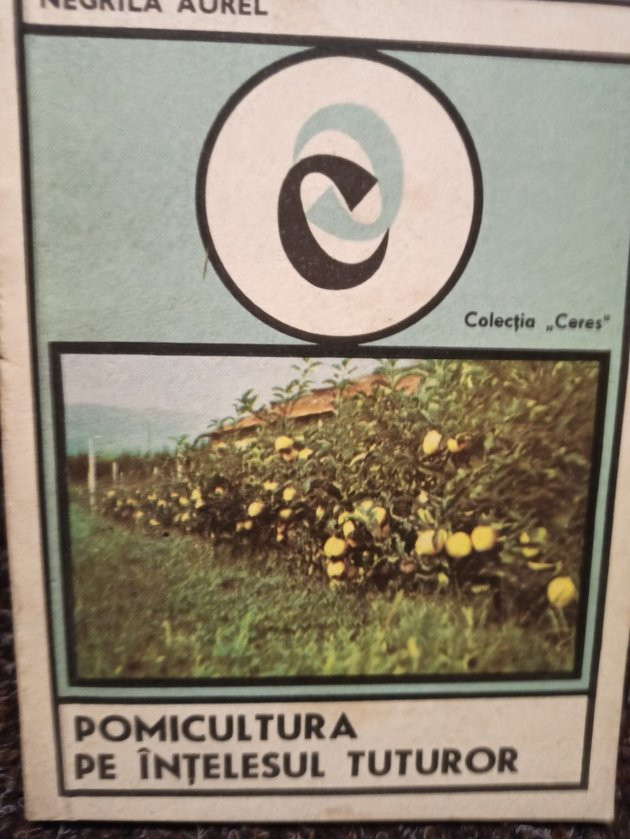 NEGRILĂ AUREL
Colecția „Ceres"
POMICULTURA
PE ÎNȚELESUL TUTUROR